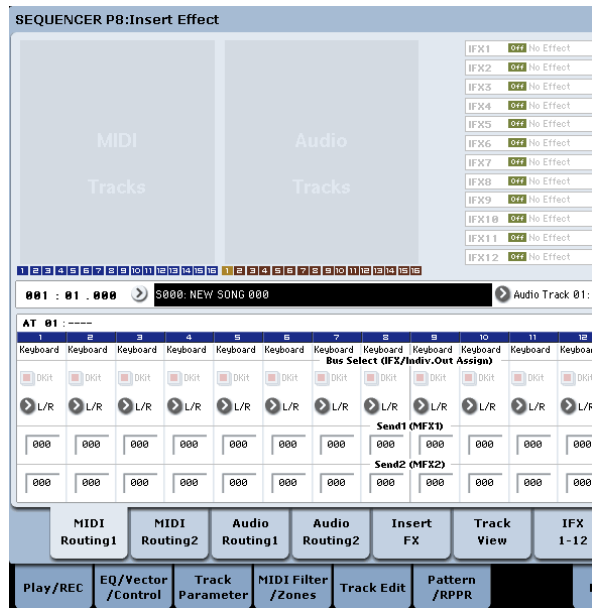 SEQUENCER P8:Insert Effect
IFX1 Off No Effect
IFX2 Off No Effect
IFX3 Off No Effect
IFX4 Off No Effect
IFX5 Off No Effect
IFX6 Off No Effect
IFX7 Off No Effect
IFX8 Off No Effect
IFX9 Off No Effect
IFX10 Off No Effect
IFX11 Off No Effect
IFX12 Off No Effect
MIDI
Tracks
Audio
Tracks
1 2 3 4 5 6 7 8 9 10 11 12 13 14 15 16 1 2 3 4 5 6 7 8 9 10 11 12 13 14 15 16
001 : 01 . 000 S000: NEW SONG 000 Audio Track 01:
AT 01 :----
1 2 3 4 5 6 7 8 9 10 11 12
Keyboard Keyboard Keyboard Keyboard Keyboard Keyboard Keyboard Keyboard Keyboard Keyboard Keyboard Keyboard
Bus Select (IFX/Indiv.Out Assign)
DKit DKit DKit DKit DKit DKit DKit DKit DKit DKit DKit DKit
L/R L/R L/R L/R L/R L/R L/R L/R L/R L/R L/R L/R
Send1 (MFX1)
000 000 000 000 000 000 000 000 000 000 000 000
Send2 (MFX2)
000 000 000 000 000 000 000 000 000 000 000 000
MIDI Routing1 MIDI Routing2 Audio Routing1 Audio Routing2 Insert FX Track View IFX 1-12
Play/REC EQ/Vector /Control Track Parameter MIDI Filter /Zones Track Edit Pattern /RPPR